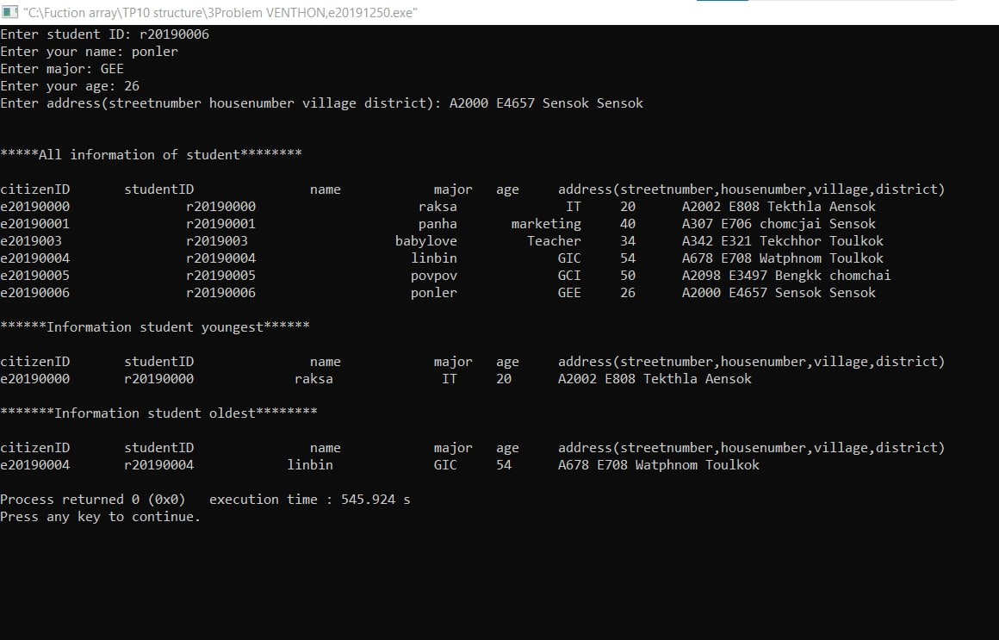 "C:\Fuction array\TP10 structure\3Problem VENTHON,e20191250.exe"
Enter student ID: r20190006
Enter your name: ponler
Enter major: GEE
Enter your age: 26
Enter address(streetnumber housenumber village district): A2000 E4657 Sensok Sensok
*****All information of student********
citizenID studentID name major age address(streetnumber,housenumber,village,district)
e20190000 r20190000 raksa IT 20 A2002 E808 Tekthla Aensok
e20190001 r20190001 panha marketing 40 A307 E706 chomcjai Sensok
e2019003 r2019003 babylove Teacher 34 A342 E321 Tekchhor Toulkok
e20190004 r20190004 linbin GIC 54 A678 E708 Watphnom Toulkok
e20190005 r20190005 povpov GCI 50 A2098 E3497 Bengkk chomchai
e20190006 r20190006 ponler GEE 26 A2000 E4657 Sensok Sensok
******Information student youngest******
citizenID studentID name major age address(streetnumber,housenumber,village,district)
e20190000 r20190000 raksa IT 20 A2002 E808 Tekthla Aensok
*******Information student oldest********
citizenID studentID name major age address(streetnumber,housenumber,village,district)
e20190004 r20190004 linbin GIC 54 A678 E708 Watphnom Toulkok
Process returned 0 (0x0) execution time : 545.924 s
Press any key to continue.